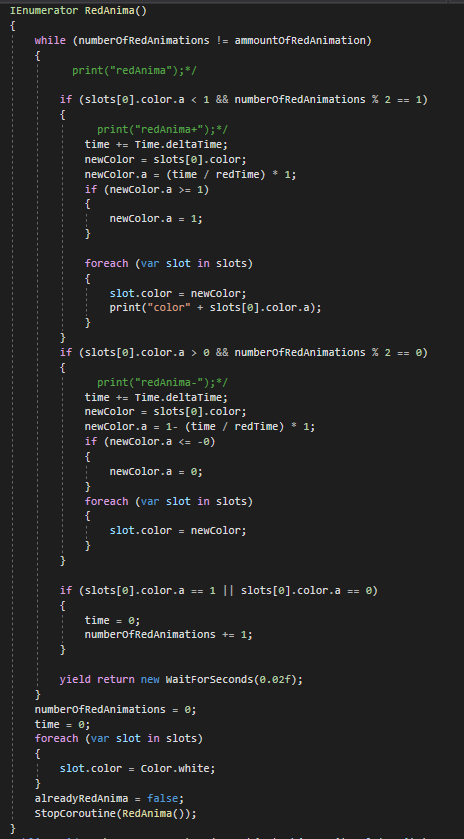 IEnumerator RedAnima()
{
while (numberOfRedAnimations != ammountOfRedAnimation)
{
print("redAnima");*/
if (slots[0].color.a < 1 && numberOfRedAnimations % 2 == 1)
{
print("redAnima+");*/
time += Time.deltaTime;
newColor = slots[0].color;
newColor.a = (time / redTime) * 1;
if (newColor.a >= 1)
{
newColor.a = 1;
}
foreach (var slot in slots)
{
slot.color = newColor;
print("color" + slots[0].color.a);
}
}
if (slots[0].color.a > 0 && numberOfRedAnimations % 2 == 0)
{
print("redAnima-");*/
time += Time.deltaTime;
newColor = slots[0].color;
newColor.a = 1- (time / redTime) * 1;
if (newColor.a <= -0)
{
newColor.a = 0;
}
foreach (var slot in slots)
{
slot.color = newColor;
}
}
if (slots[0].color.a == 1 || slots[0].color.a == 0)
{
time = 0;
numberOfRedAnimations += 1;
}
yield return new WaitForSeconds(0.02f);
}
numberOfRedAnimations = 0;
time = 0;
foreach (var slot in slots)
{
slot.color = Color.white;
}
alreadyRedAnima = false;
StopCoroutine(RedAnima());
}